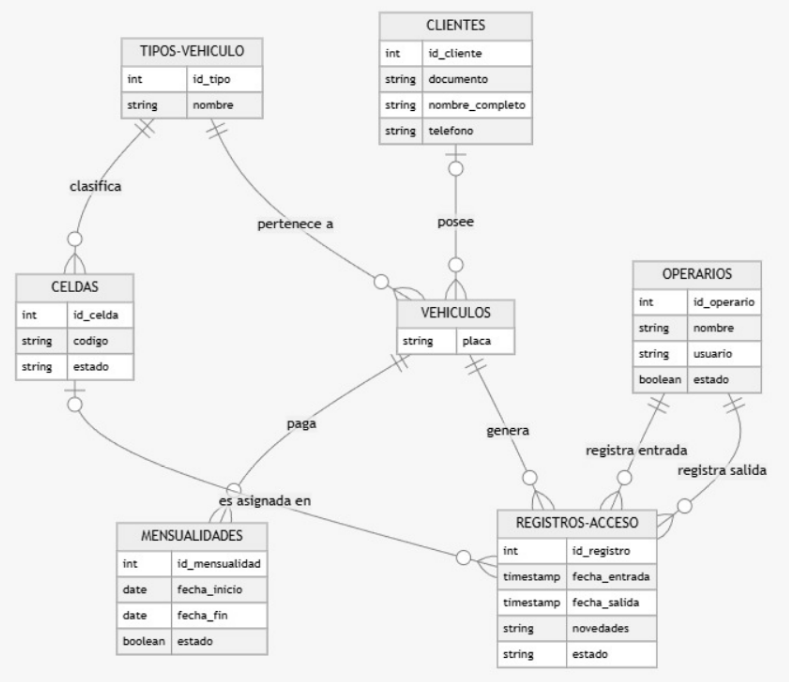 CLIENTES
int id_cliente
string documento
string nombre_completo
string telefono
TIPOS-VEHICULO
int id_tipo
string nombre
clasifica
pertenece a
posee
CELDAS
int id_celda
string codigo
string estado
VEHICULOS
string placa
OPERARIOS
int id_operario
string nombre
string usuario
boolean estado
paga
genera
registra entrada
registra salida
es asignada en
MENSUALIDADES
int id_mensualidad
date fecha_inicio
date fecha_fin
boolean estado
REGISTROS-ACCESO
int id_registro
timestamp fecha_entrada
timestamp fecha_salida
string novedades
string estado